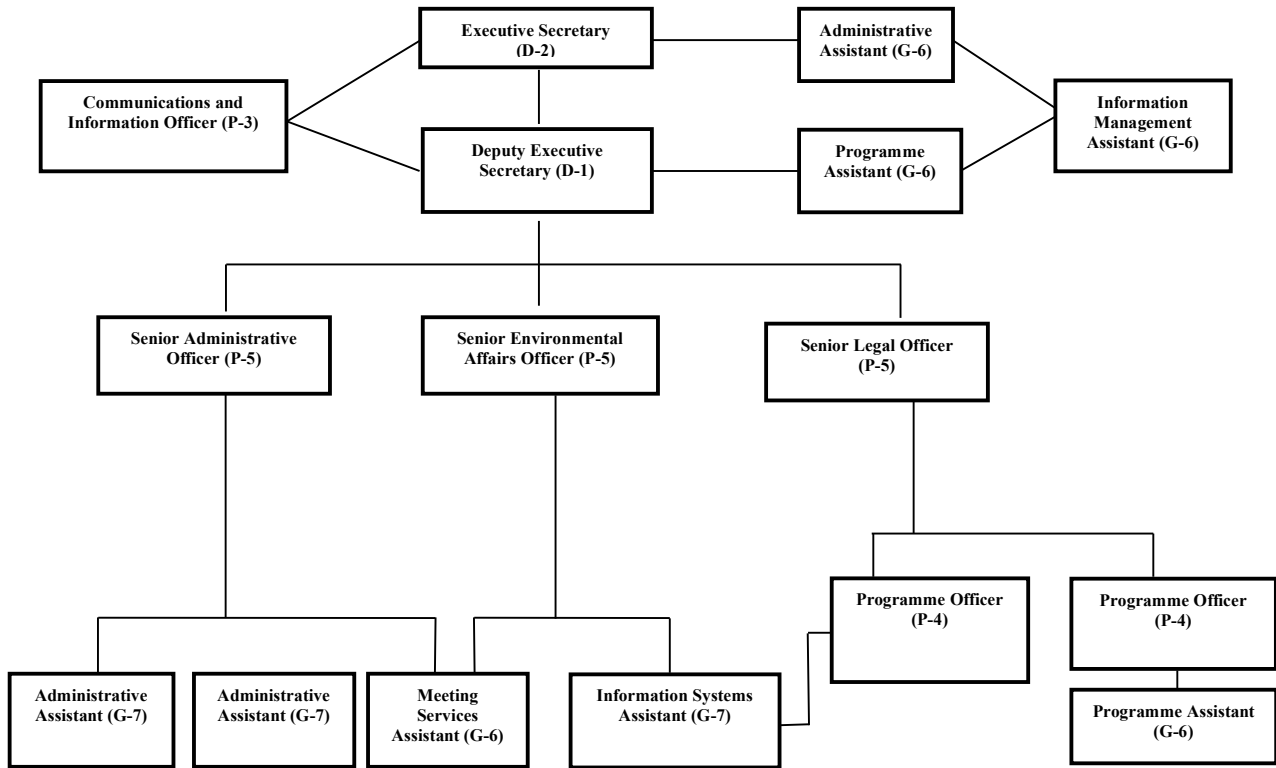 Executive Secretary
(D-2)
Administrative
Assistant (G-6)
Communications and
Information Officer (P-3)
Information
Management
Assistant (G-6)
Deputy Executive
Secretary (D-1)
Programme
Assistant (G-6)
Senior Administrative
Officer (P-5)
Senior Environmental
Affairs Officer (P-5)
Senior Legal Officer
(P-5)
Programme Officer
(P-4)
Programme Officer
(P-4)
Administrative
Assistant (G-7)
Administrative
Assistant (G-7)
Meeting
Services
Assistant (G-6)
Information Systems
Assistant (G-7)
Programme Assistant
(G-6)